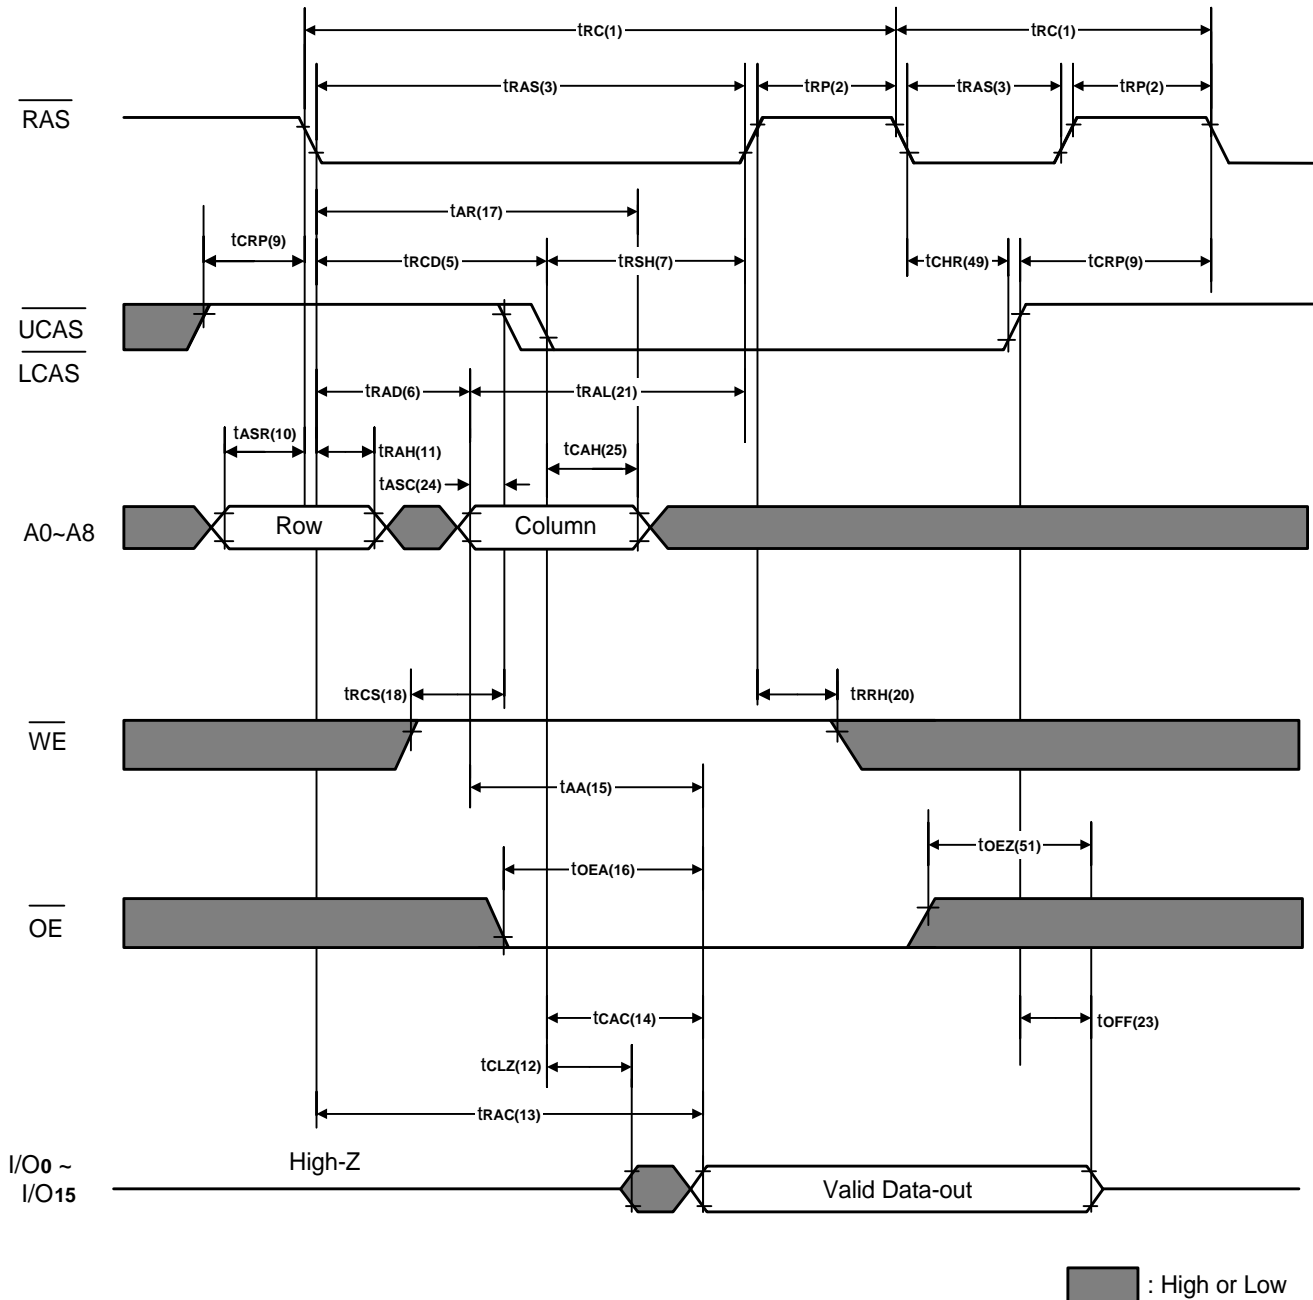 tRC(1) tRC(1)
tRAS(3) tRP(2) tRAS(3) tRP(2)
RAS
tAR(17)
tCRP(9) tRCD(5) tRSH(7) tCHR(49) tCRP(9)
UCAS
LCAS
tRAD(6) tRAL(21)
tASR(10) tRAH(11) tCAH(25)
tASC(24)
A0~A8 Row Column
tRCS(18) tRRH(20)
WE
tAA(15)
tOEZ(51)
tOEA(16)
OE
tCAC(14) tOFF(23)
tCLZ(12)
tRAC(13)
I/O0 ~ High-Z
I/O15 Valid Data-out
: High or Low